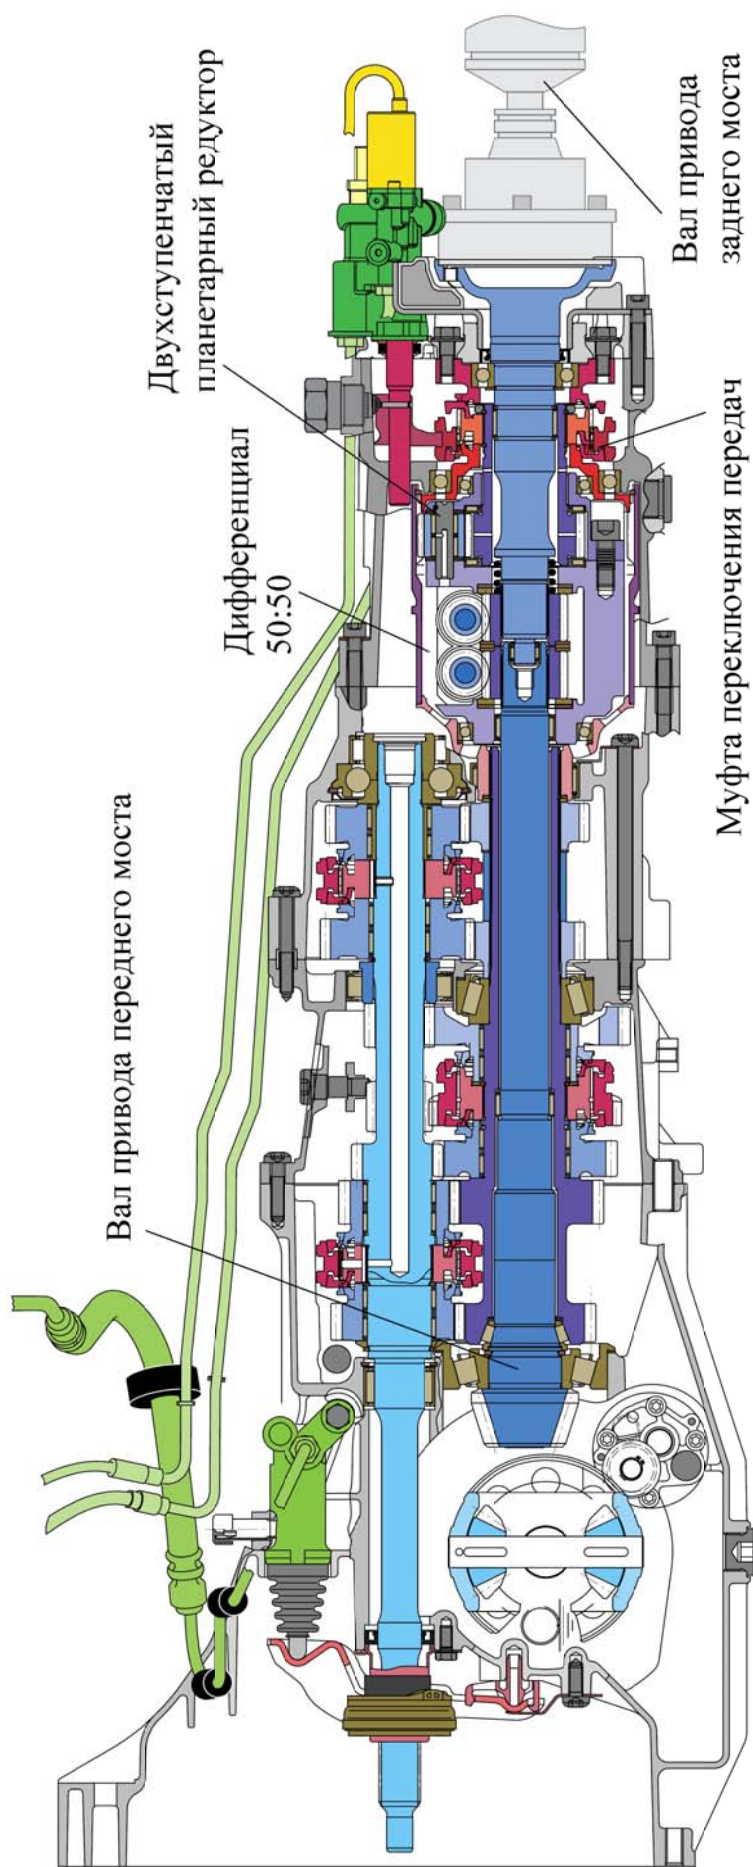 Двухступенчатый
планетарный редуктор
Дифференциал
50:50
Вал привода переднего моста
Вал привода
заднего моста
Муфта переключения передач